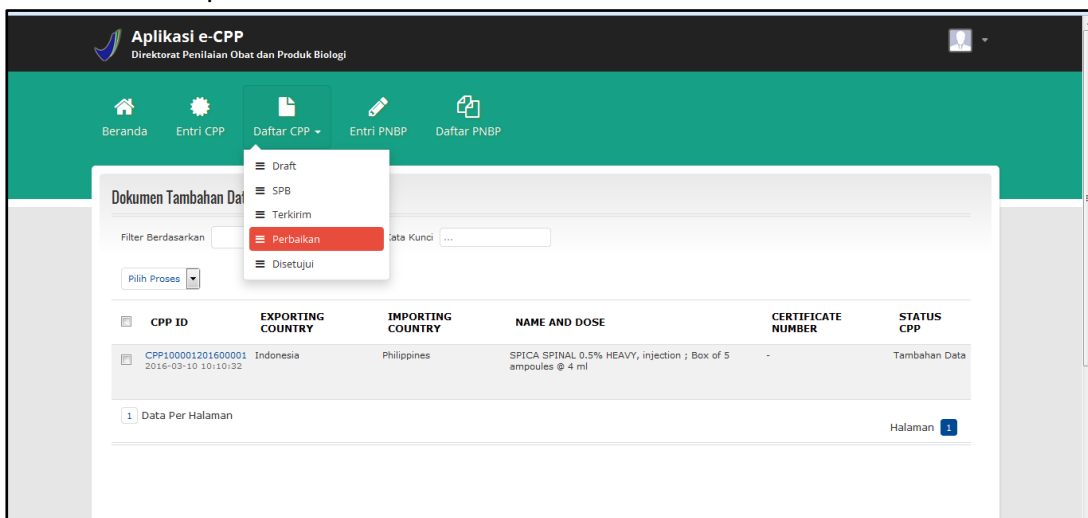 Aplikasi e-CPP
Direktorat Penilaian Obat dan Produk Biologi
Beranda
Entri CPP
Daftar CPP
Entri PNBP
Daftar PNBP
Draft
SPB
Terkirim
Perbaikan
Disetujui
Dokumen Tambahan
Filter Berdasarkan
Kunci ...
Pilih Proses
CPP ID
EXPORTING
COUNTRY
IMPORTING
COUNTRY
NAME AND DOSE
CERTIFICATE
NUMBER
STATUS
CPP
CPP100001201600001
2016-03-10 10:10:32
Indonesia
Philippines
SPICA SPINAL 0.5% HEAVY, injection ; Box of 5
ampoules @ 4 ml
-
Tambahan Data
1 Data Per Halaman
Halaman 1